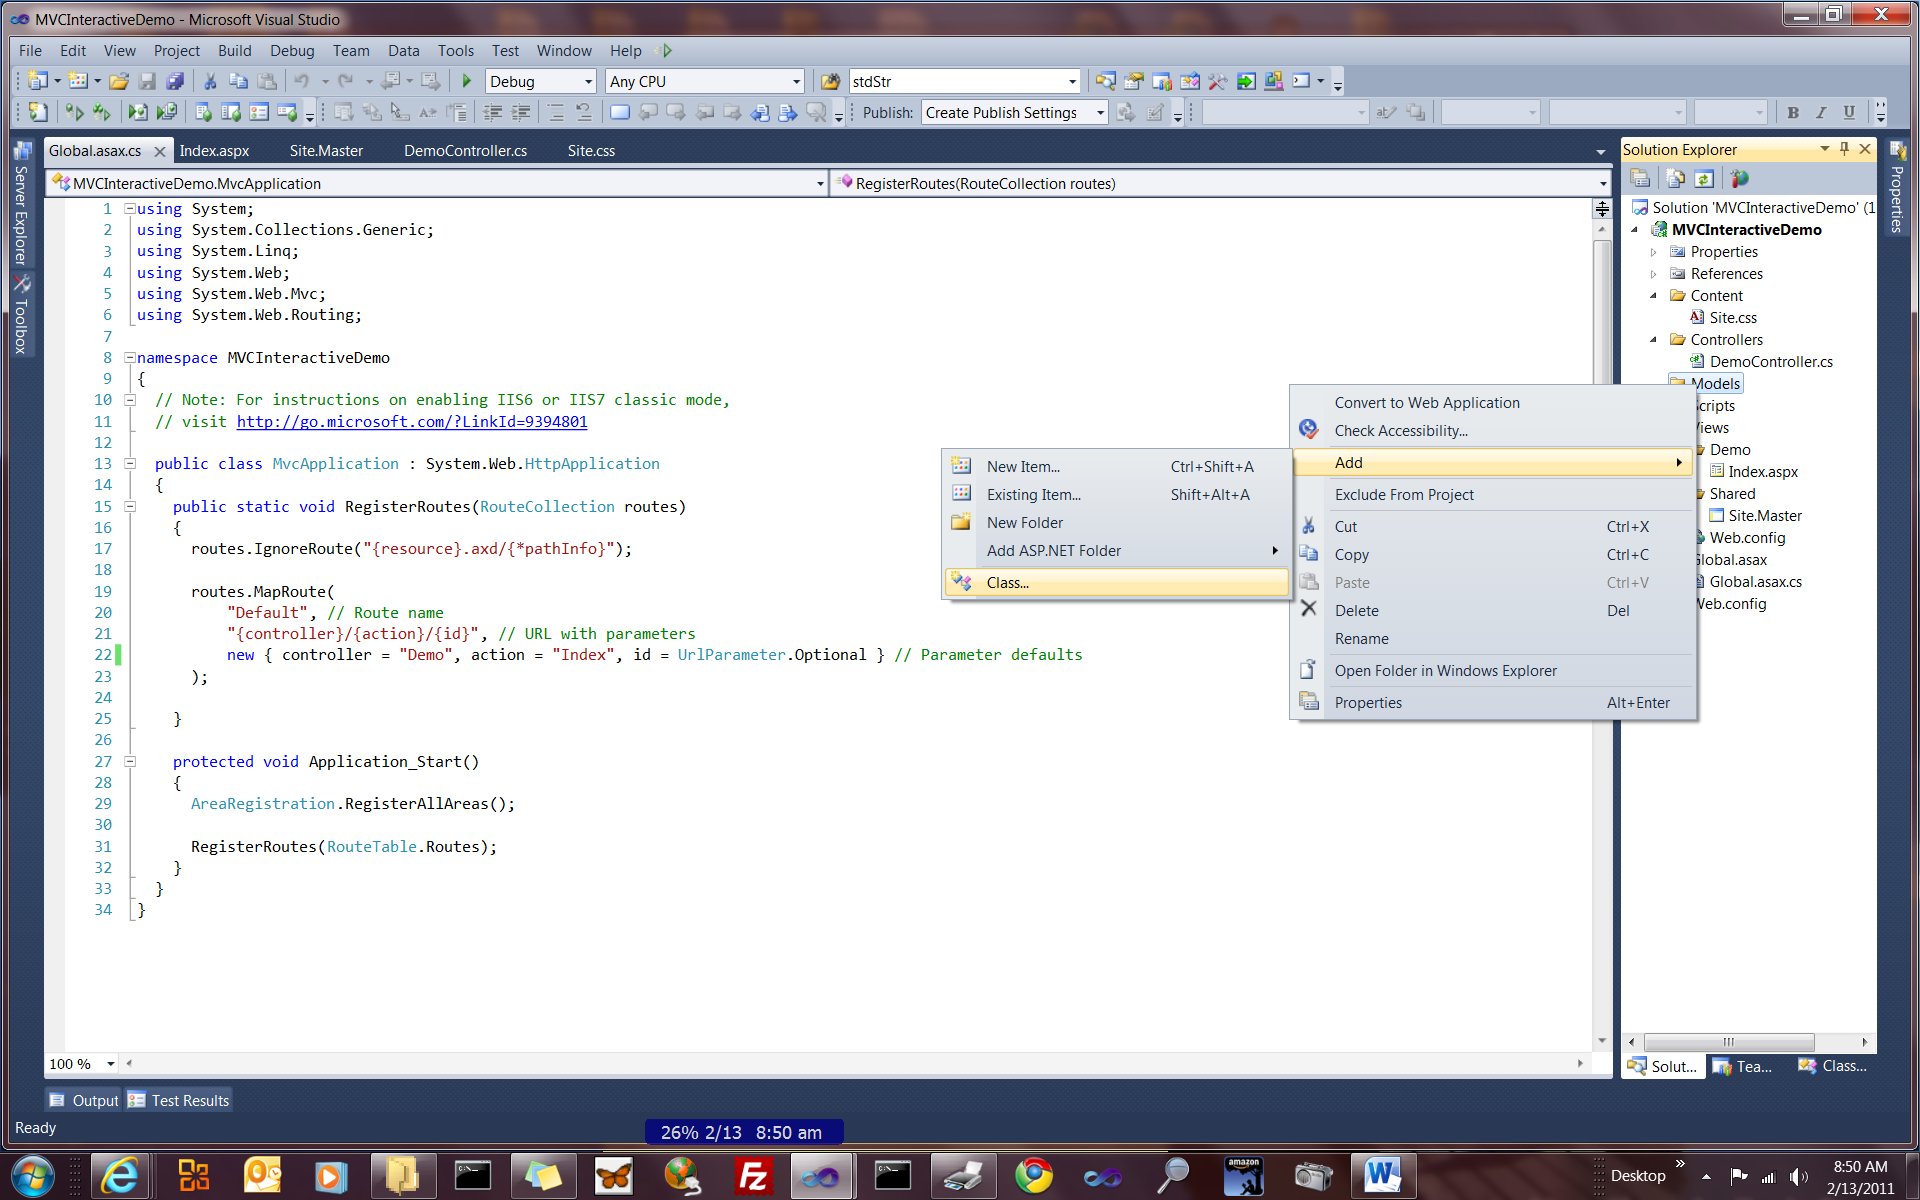 MVCInteractiveDemo - Microsoft Visual Studio
File Edit View Project Build Debug Team Data Tools Test Window Help
Debug Any CPU stdStr
Publish: Create Publish Settings B I U
Server Explorer
Toolbox
Global.asax.cs Index.aspx Site.Master DemoController.cs Site.css
MVCInteractiveDemo.MvcApplication RegisterRoutes(RouteCollection routes)
1 using System;
2 using System.Collections.Generic;
3 using System.Linq;
4 using System.Web;
5 using System.Web.Mvc;
6 using System.Web.Routing;
7
8 namespace MVCInteractiveDemo
9 {
10 // Note: For instructions on enabling IIS6 or IIS7 classic mode,
11 // visit http://go.microsoft.com/?LinkId=9394801
12
13 public class MvcApplication : System.Web.HttpApplication
14 {
15 public static void RegisterRoutes(RouteCollection routes)
16 {
17 routes.IgnoreRoute("{resource}.axd/{*pathInfo}");
18
19 routes.MapRoute(
20 "Default", // Route name
21 "{controller}/{action}/{id}", // URL with parameters
22 new { controller = "Demo", action = "Index", id = UrlParameter.Optional } // Parameter defaults
23 );
24
25 }
26
27 protected void Application_Start()
28 {
29 AreaRegistration.RegisterAllAreas();
30
31 RegisterRoutes(RouteTable.Routes);
32 }
33 }
34 }
100 %
New Item... Ctrl+Shift+A
Existing Item... Shift+Alt+A
New Folder
Add ASP.NET Folder
Class...
Convert to Web Application
Check Accessibility...
Add
Exclude From Project
Cut Ctrl+X
Copy Ctrl+C
Paste Ctrl+V
Delete Del
Rename
Open Folder in Windows Explorer
Properties Alt+Enter
Solution Explorer
Solution 'MVCInteractiveDemo' (1
MVCInteractiveDemo
Properties
References
Content
Site.css
Controllers
DemoController.cs
Models
cripts
iews
Demo
Index.aspx
Shared
Site.Master
Web.config
lobal.asax
Global.asax.cs
Web.config
Solut... Tea... Class...
Properties
Output Test Results
Ready
26% 2/13 8:50 am
amazon
Desktop
8:50 AM
2/13/2011